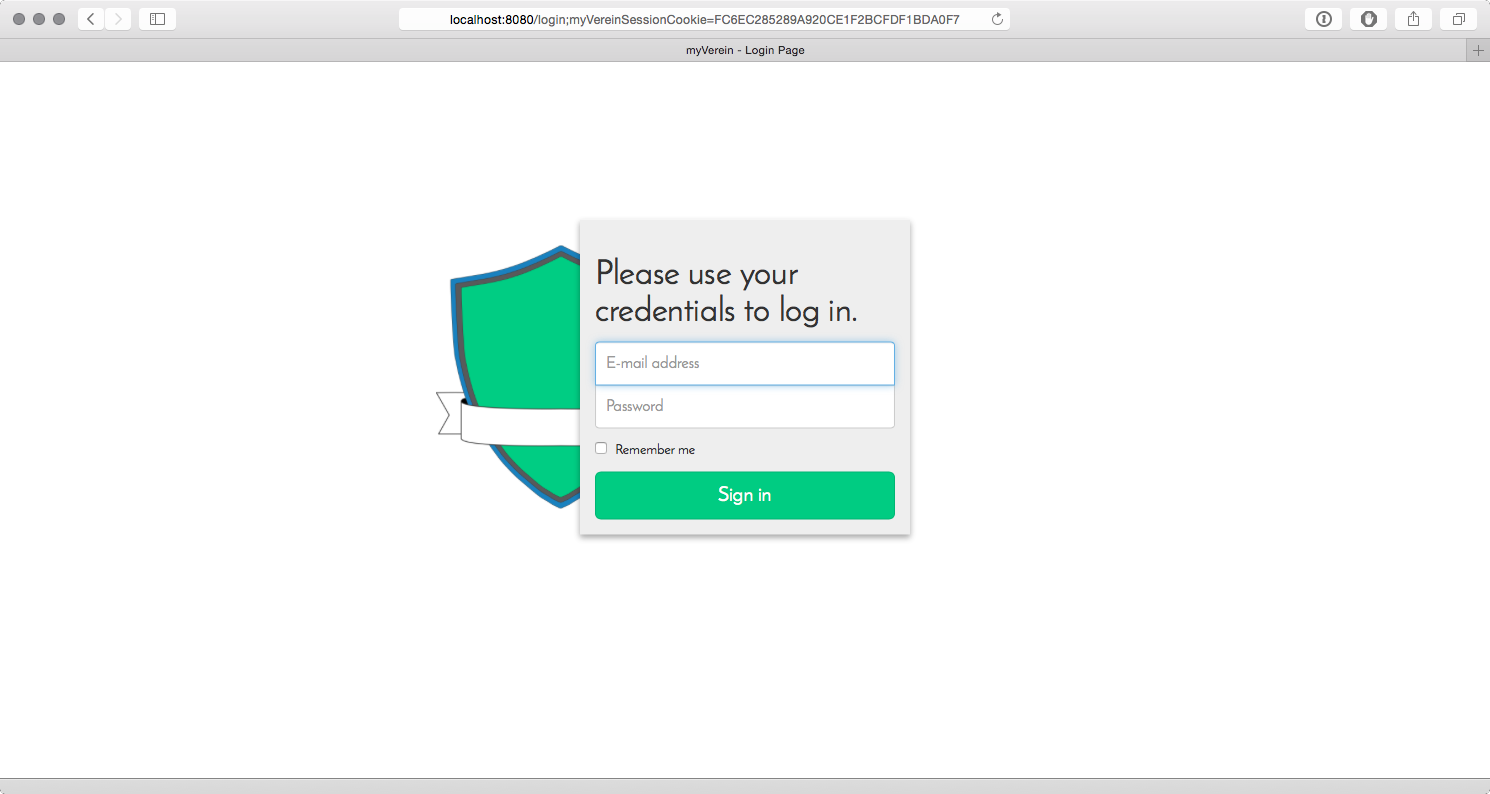 localhost:8080/login;myVereinSessionCookie=FC6EC285289A920CE1F2BCFDF1BDA0F7
myVerein - Login Page
Please use your
credentials to log in.
E-mail address
Password
Remember me
Sign in